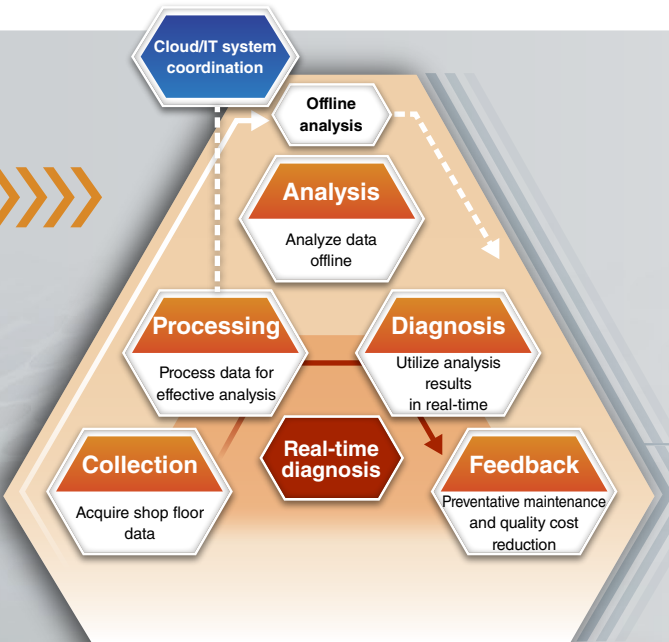 Cloud/IT system
coordination
Offline
analysis
Analysis
Analyze data
offline
Processing
Process data for
effective analysis
Diagnosis
Utilize analysis
results
in real-time
Real-time
diagnosis
Collection
Acquire shop floor
data
Feedback
Preventative maintenance
and quality cost
reduction